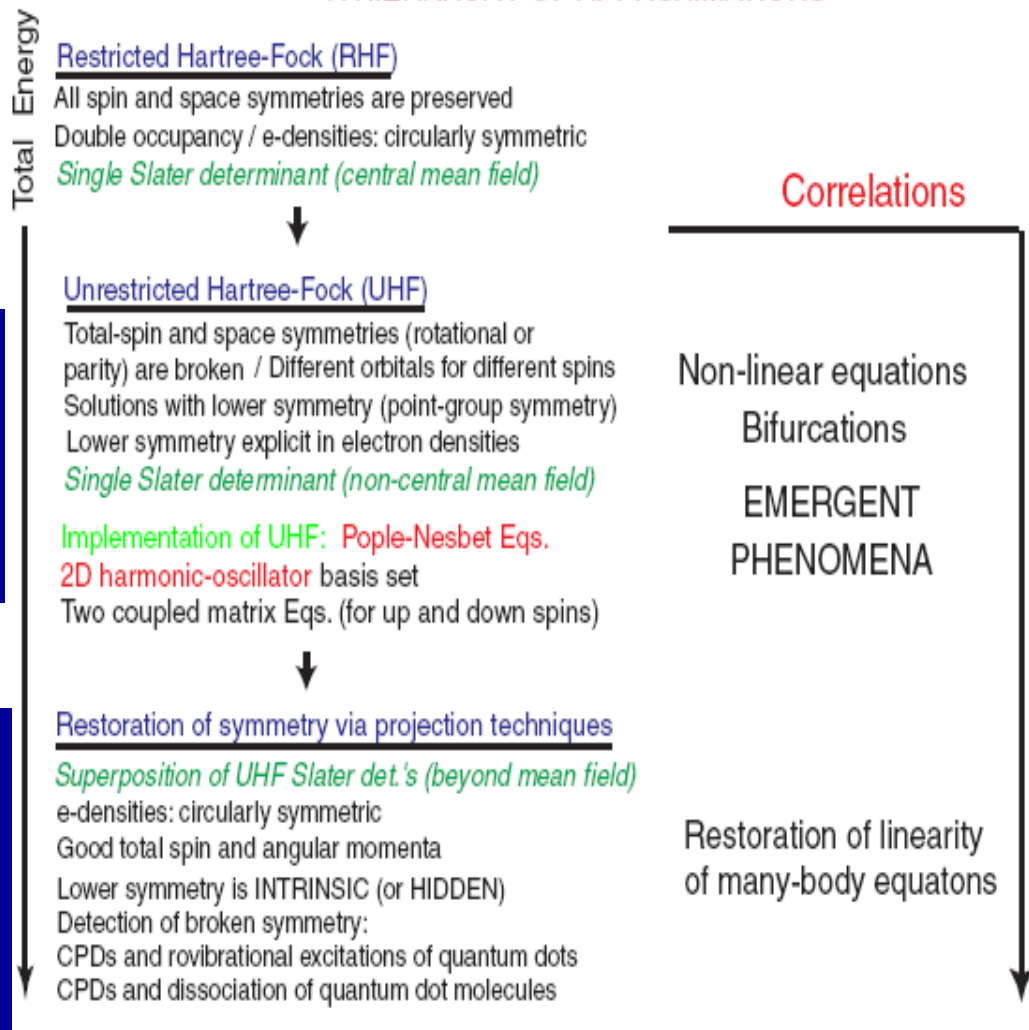 A HIERARCHY OF APPROXIMATIONS
Total Energy
Restricted Hartree-Fock (RHF)
All spin and space symmetries are preserved
Double occupancy / e-densities: circularly symmetric
Single Slater determinant (central mean field)
Correlations
Unrestricted Hartree-Fock (UHF)
Total-spin and space symmetries (rotational or
parity) are broken / Different orbitals for different spins
Solutions with lower symmetry (point-group symmetry)
Lower symmetry explicit in electron densities
Single Slater determinant (non-central mean field)
Implementation of UHF: Pople-Nesbet Eqs.
2D harmonic-oscillator basis set
Two coupled matrix Eqs. (for up and down spins)
Non-linear equations
Bifurcations
EMERGENT
PHENOMENA
Restoration of symmetry via projection techniques
Superposition of UHF Slater det.'s (beyond mean field)
e-densities: circularly symmetric
Good total spin and angular momenta
Lower symmetry is INTRINSIC (or HIDDEN)
Detection of broken symmetry:
CPDs and rovibrational excitations of quantum dots
CPDs and dissociation of quantum dot molecules
Restoration of linearity
of many-body equatons